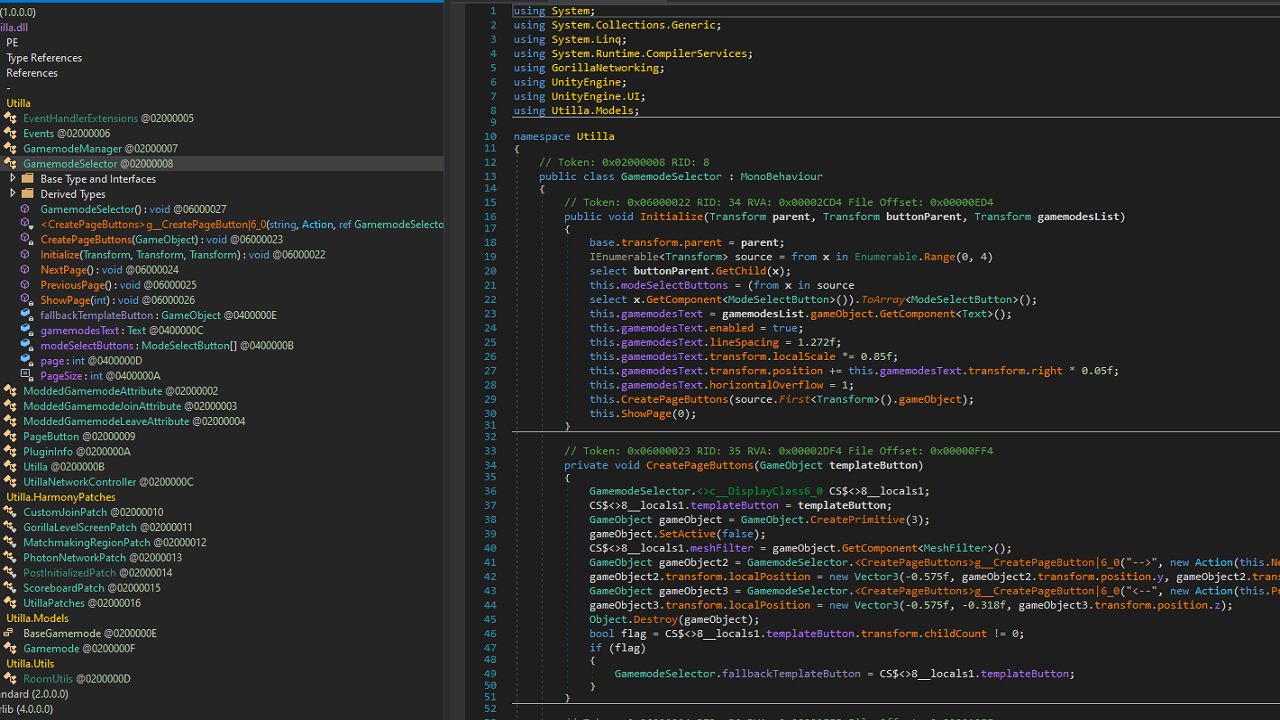 (1.0.0.0)
illa.dll
PE
Type References
References
-
Utilla
EventHandlerExtensions @02000005
Events @02000006
GamemodeManager @02000007
GamemodeSelector @02000008
Base Type and Interfaces
Derived Types
GamemodeSelector() : void @06000027
<CreatePageButtons>g__CreatePageButton|6_0(string, Action, ref GamemodeSelecto
CreatePageButtons(GameObject) : void @06000023
Initialize(Transform, Transform, Transform) : void @06000022
NextPage() : void @06000024
PreviousPage() : void @06000025
ShowPage(int) : void @06000026
fallbackTemplateButton : GameObject @0400000E
gamemodesText : Text @0400000C
modeSelectButtons : ModeSelectButton[] @0400000B
page : int @0400000D
PageSize : int @0400000A
ModdedGamemodeAttribute @02000002
ModdedGamemodeJoinAttribute @02000003
ModdedGamemodeLeaveAttribute @02000004
PageButton @02000009
PluginInfo @0200000A
Utilla @0200000B
UtillaNetworkController @0200000C
Utilla.HarmonyPatches
CustomJoinPatch @02000010
GorillaLevelScreenPatch @02000011
MatchmakingRegionPatch @02000012
PhotonNetworkPatch @02000013
PostInitializedPatch @02000014
ScoreboardPatch @02000015
UtillaPatches @02000016
Utilla.Models
BaseGamemode @0200000E
Gamemode @0200000F
Utilla.Utils
RoomUtils @0200000D
andard (2.0.0.0)
rlib (4.0.0.0)
1 using System;
2 using System.Collections.Generic;
3 using System.Linq;
4 using System.Runtime.CompilerServices;
5 using GorillaNetworking;
6 using UnityEngine;
7 using UnityEngine.UI;
8 using Utilla.Models;
9
10 namespace Utilla
11 {
12 // Token: 0x02000008 RID: 8
13 public class GamemodeSelector : MonoBehaviour
14 {
15 // Token: 0x06000022 RID: 34 RVA: 0x00002CD4 File Offset: 0x00000ED4
16 public void Initialize(Transform parent, Transform buttonParent, Transform gamemodesList)
17 {
18 base.transform.parent = parent;
19 IEnumerable<Transform> source = from x in Enumerable.Range(0, 4)
20 select buttonParent.GetChild(x);
21 this.modeSelectButtons = (from x in source
22 select x.GetComponent<ModeSelectButton>()).ToArray<ModeSelectButton>();
23 this.gamemodesText = gamemodesList.gameObject.GetComponent<Text>();
24 this.gamemodesText.enabled = true;
25 this.gamemodesText.lineSpacing = 1.272f;
26 this.gamemodesText.transform.localScale *= 0.85f;
27 this.gamemodesText.transform.position += this.gamemodesText.transform.right * 0.05f;
28 this.gamemodesText.horizontalOverflow = 1;
29 this.CreatePageButtons(source.First<Transform>().gameObject);
30 this.ShowPage(0);
31 }
32
33 // Token: 0x06000023 RID: 35 RVA: 0x00002DF4 File Offset: 0x00000FF4
34 private void CreatePageButtons(GameObject templateButton)
35 {
36 GamemodeSelector.<>c__DisplayClass6_0 CS$<>8__locals1;
37 CS$<>8__locals1.templateButton = templateButton;
38 GameObject gameObject = GameObject.CreatePrimitive(3);
39 gameObject.SetActive(false);
40 CS$<>8__locals1.meshFilter = gameObject.GetComponent<MeshFilter>();
41 GameObject gameObject2 = GamemodeSelector.<CreatePageButtons>g__CreatePageButton|6_0("-->", new Action(this.Ne
42 gameObject2.transform.localPosition = new Vector3(-0.575f, gameObject2.transform.position.y, gameObject2.tran
43 GameObject gameObject3 = GamemodeSelector.<CreatePageButtons>g__CreatePageButton|6_0("<--", new Action(this.Pr
44 gameObject3.transform.localPosition = new Vector3(-0.575f, -0.318f, gameObject3.transform.position.z);
45 Object.Destroy(gameObject);
46 bool flag = CS$<>8__locals1.templateButton.transform.childCount != 0;
47 if (flag)
48 {
49 GamemodeSelector.fallbackTemplateButton = CS$<>8__locals1.templateButton;
50 }
51 }
52